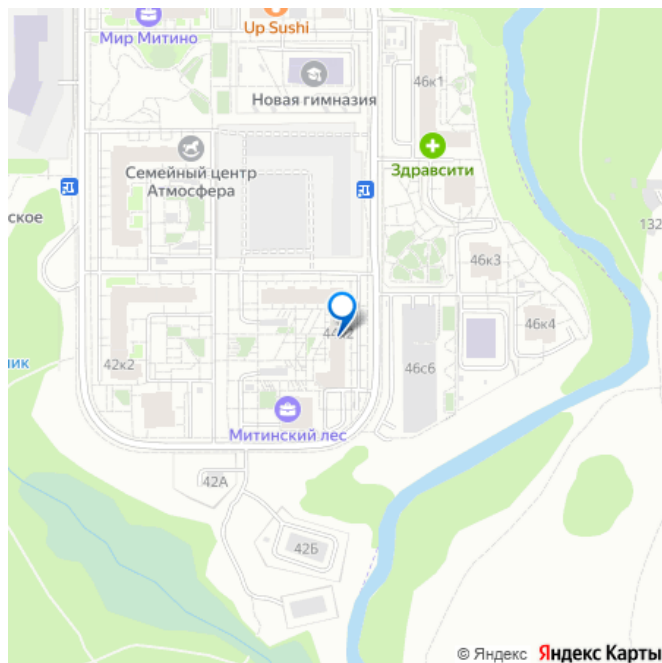 Мир Митино
Up Sushi
46к1
Новая гимназия
Здравсити
Семейный центр
Атмосфера
ское
132
46к3
46к4
42к2
46с6
ник
Митинский лес
42А
42Б
© Яндекс Яндекс Карты